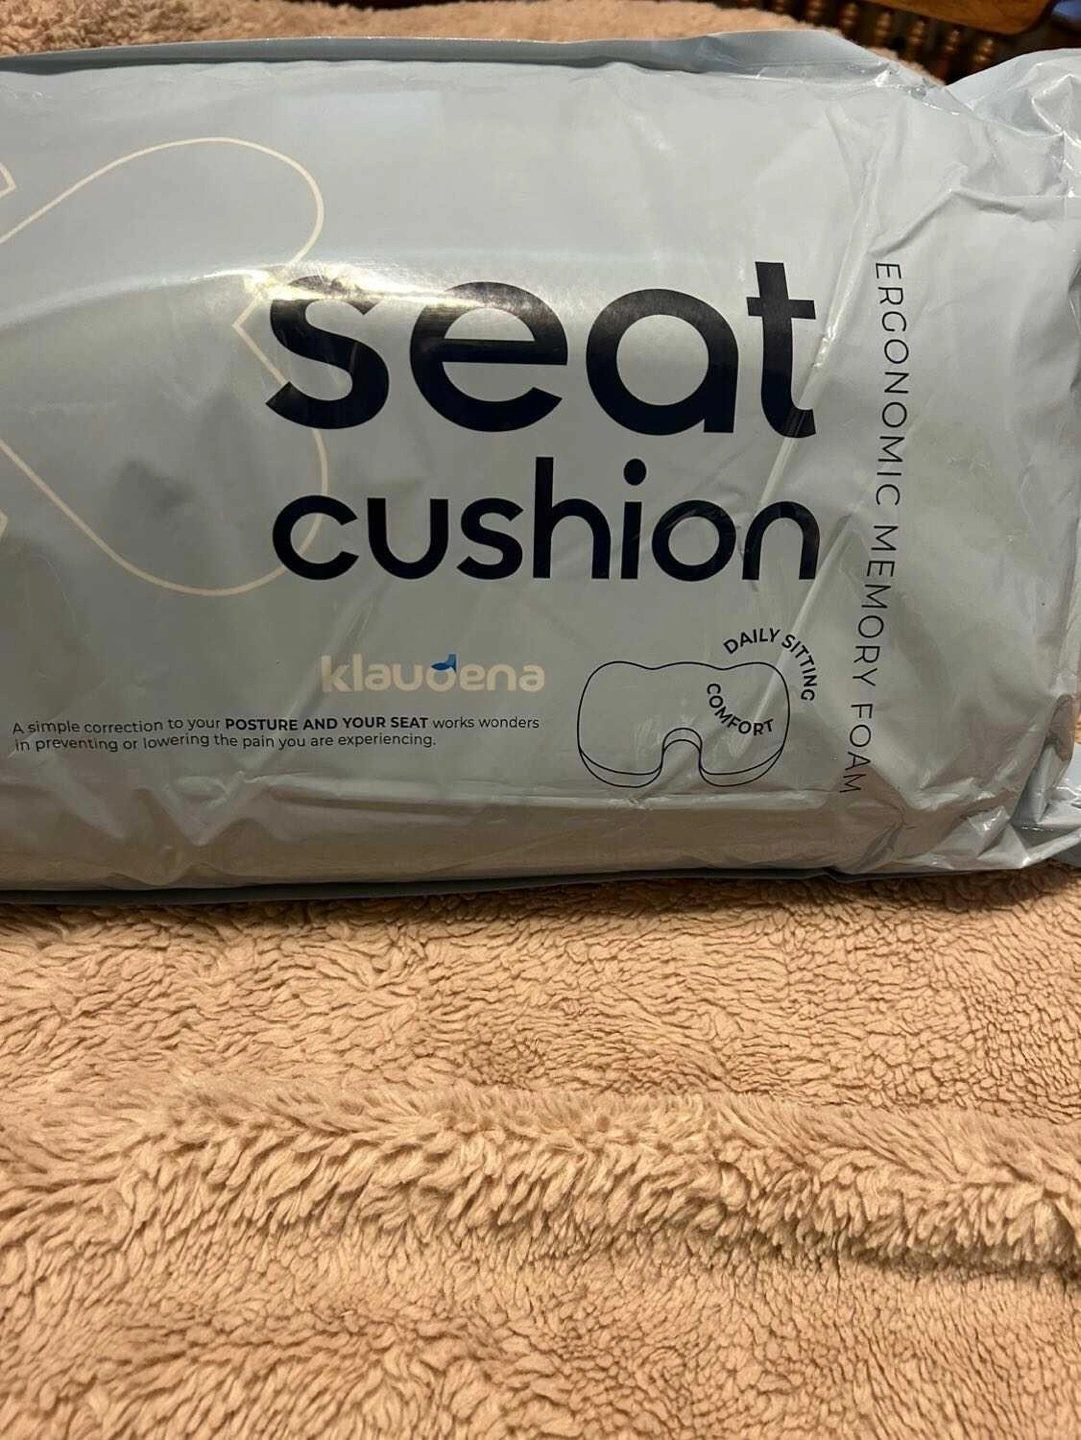 seat
cushion
klaudena
A simple correction to your POSTURE AND YOUR SEAT works wonders
in preventing or lowering the pain you are experiencing.
DAILY SITTING
COMFORT
ERGONOMIC MEMORY FOAM